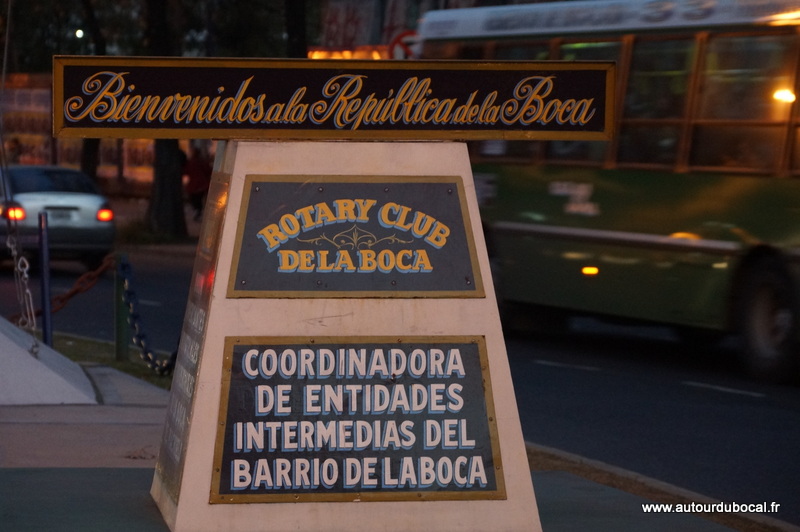 Bienvenidos a la República de la Boca
ROTARY CLUB
DE LA BOCA
COORDINADORA
DE ENTIDADES
INTERMEDIAS DEL
BARRIO DE LA BOCA
www.autourdubocal.fr